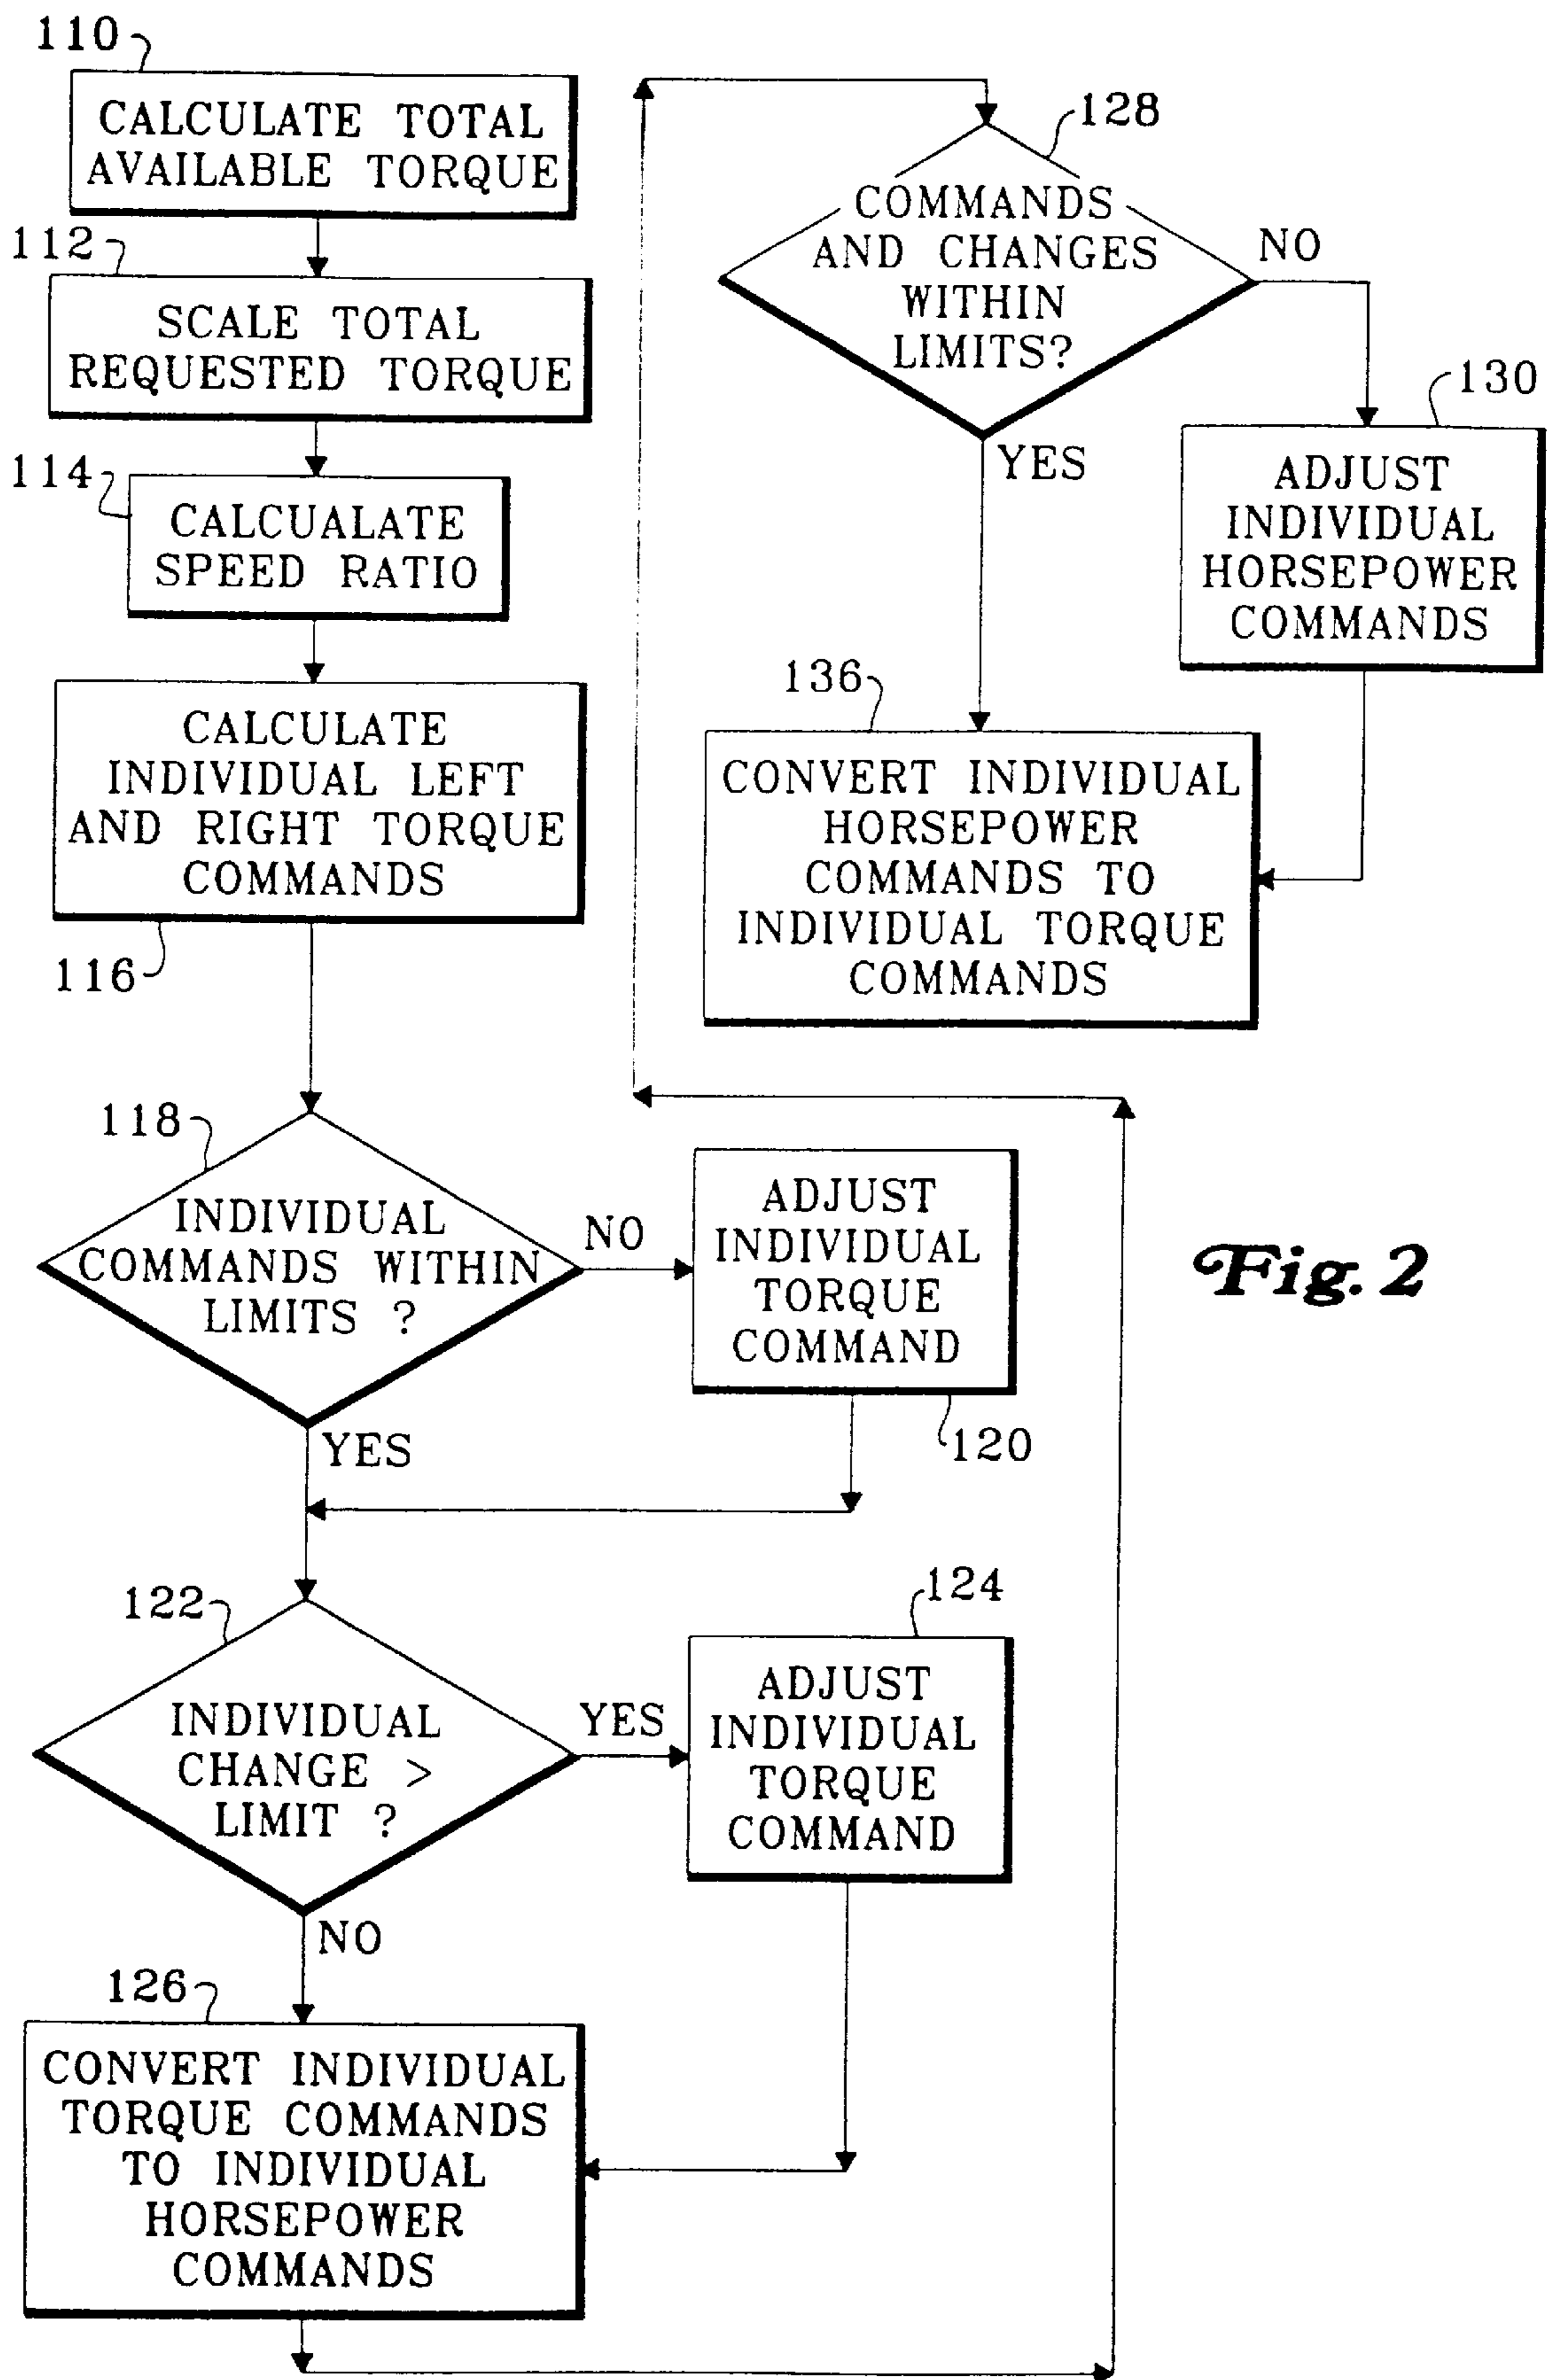 110
CALCULATE TOTAL
AVAILABLE TORQUE
112
SCALE TOTAL
REQUESTED TORQUE
114
CALCUALATE
SPEED RATIO
CALCULATE
INDIVIDUAL LEFT
AND RIGHT TORQUE
COMMANDS
116
118
INDIVIDUAL
COMMANDS WITHIN
LIMITS ?
NO
YES
ADJUST
INDIVIDUAL
TORQUE
COMMAND
120
122
INDIVIDUAL
CHANGE >
LIMIT ?
YES
NO
124
ADJUST
INDIVIDUAL
TORQUE
COMMAND
126
CONVERT INDIVIDUAL
TORQUE COMMANDS
TO INDIVIDUAL
HORSEPOWER
COMMANDS
128
COMMANDS
AND CHANGES
WITHIN
LIMITS?
NO
YES
130
ADJUST
INDIVIDUAL
HORSEPOWER
COMMANDS
136
CONVERT INDIVIDUAL
HORSEPOWER
COMMANDS TO
INDIVIDUAL TORQUE
COMMANDS
Fig. 2